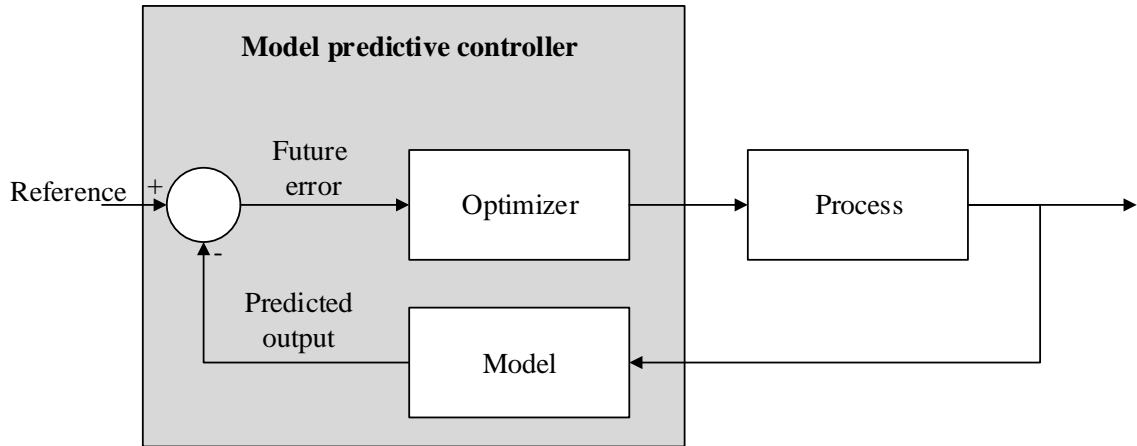 Model predictive controller
Future
error
Reference
+
Optimizer
Process
-
Predicted
output
Model